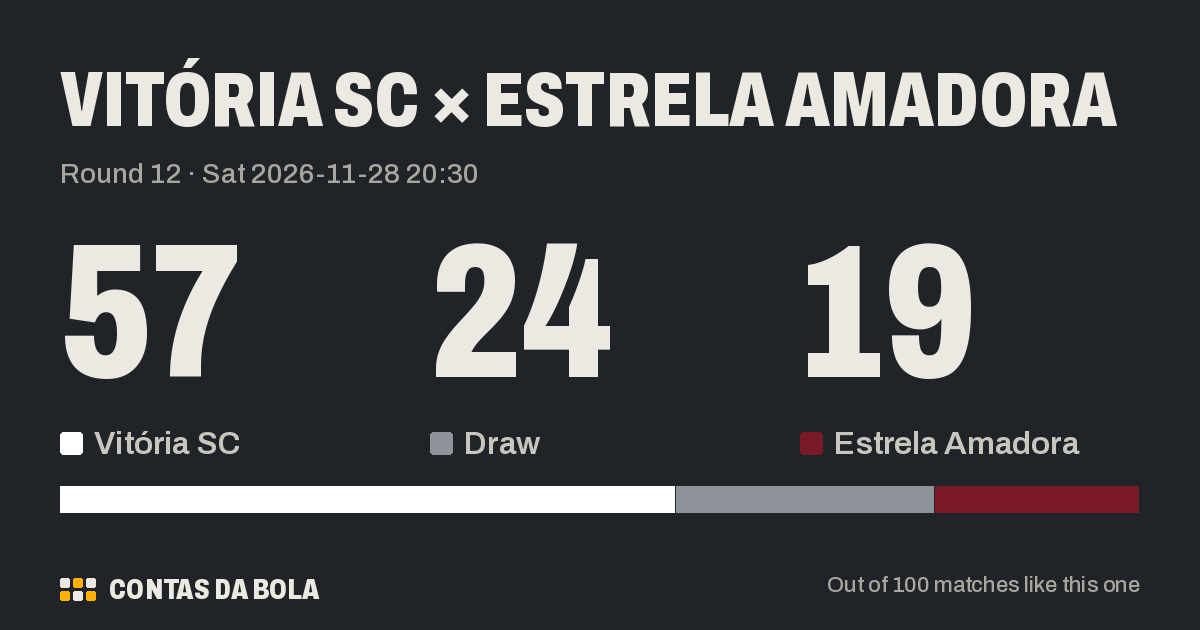 VITÓRIA SC × ESTRELA AMADORA
Round 12 · Sat 2026-11-28 20:30
57 24 19
Vitória SC Draw Estrela Amadora
CONTAS DA BOLA
Out of 100 matches like this one